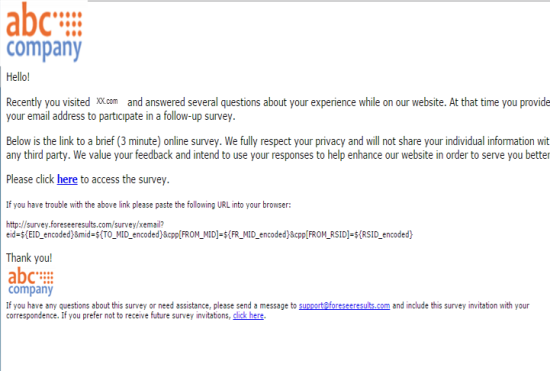 abc
company
Hello!
Recently you visited XX.com and answered several questions about your experience while on our website. At that time you provide
your email address to participate in a follow-up survey.
Below is the link to a brief (3 minute) online survey. We fully respect your privacy and will not share your individual information wit
any third party. We value your feedback and intend to use your responses to help enhance our website in order to serve you better
Please click here to access the survey.
If you have trouble with the above link please paste the following URL into your browser:
http://survey.foreseeresults.com/survey/xemail?
eid=${EID_encoded}&mid=${TO_MID_encoded}&cpp[FROM_MID]=${FR_MID_encoded}&cpp[FROM_RSID]=${RSID_encoded}
Thank you!
abc
company
If you have any questions about this survey or need assistance, please send a message to support@foreseeresults.com and include this survey invitation with your
correspondence. If you prefer not to receive future survey invitations, click here.